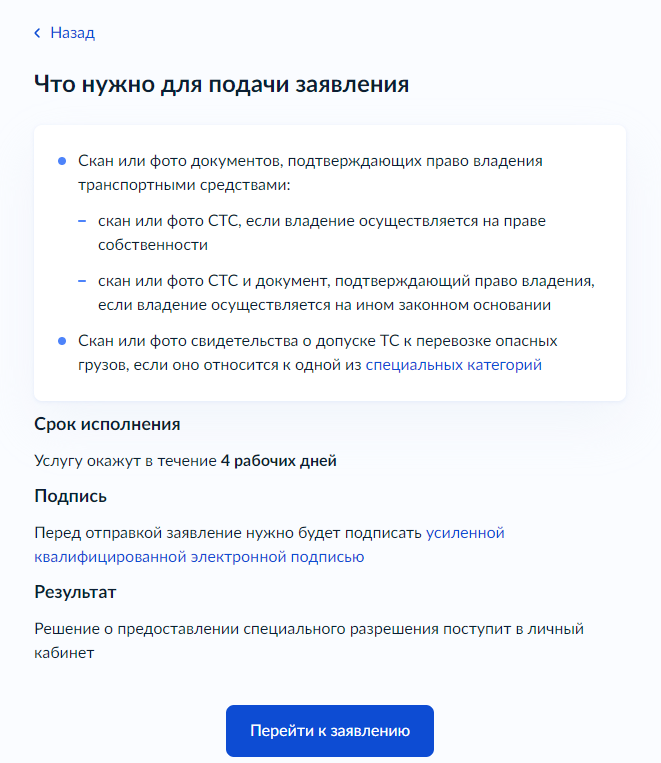 Назад
Что нужно для подачи заявления
Скан или фото документов, подтверждающих право владения
транспортными средствами:
скан или фото СТС, если владение осуществляется на праве
собственности
скан или фото СТС и документ, подтверждающий право владения,
если владение осуществляется на ином законном основании
Скан или фото свидетельства о допуске ТС к перевозке опасных
грузов, если оно относится к одной из специальных категорий
Срок исполнения
Услугу окажут в течение 4 рабочих дней
Подпись
Перед отправкой заявление нужно будет подписать усиленной
квалифицированной электронной подписью
Результат
Решение о предоставлении специального разрешения поступит в личный
кабинет
Перейти к заявлению